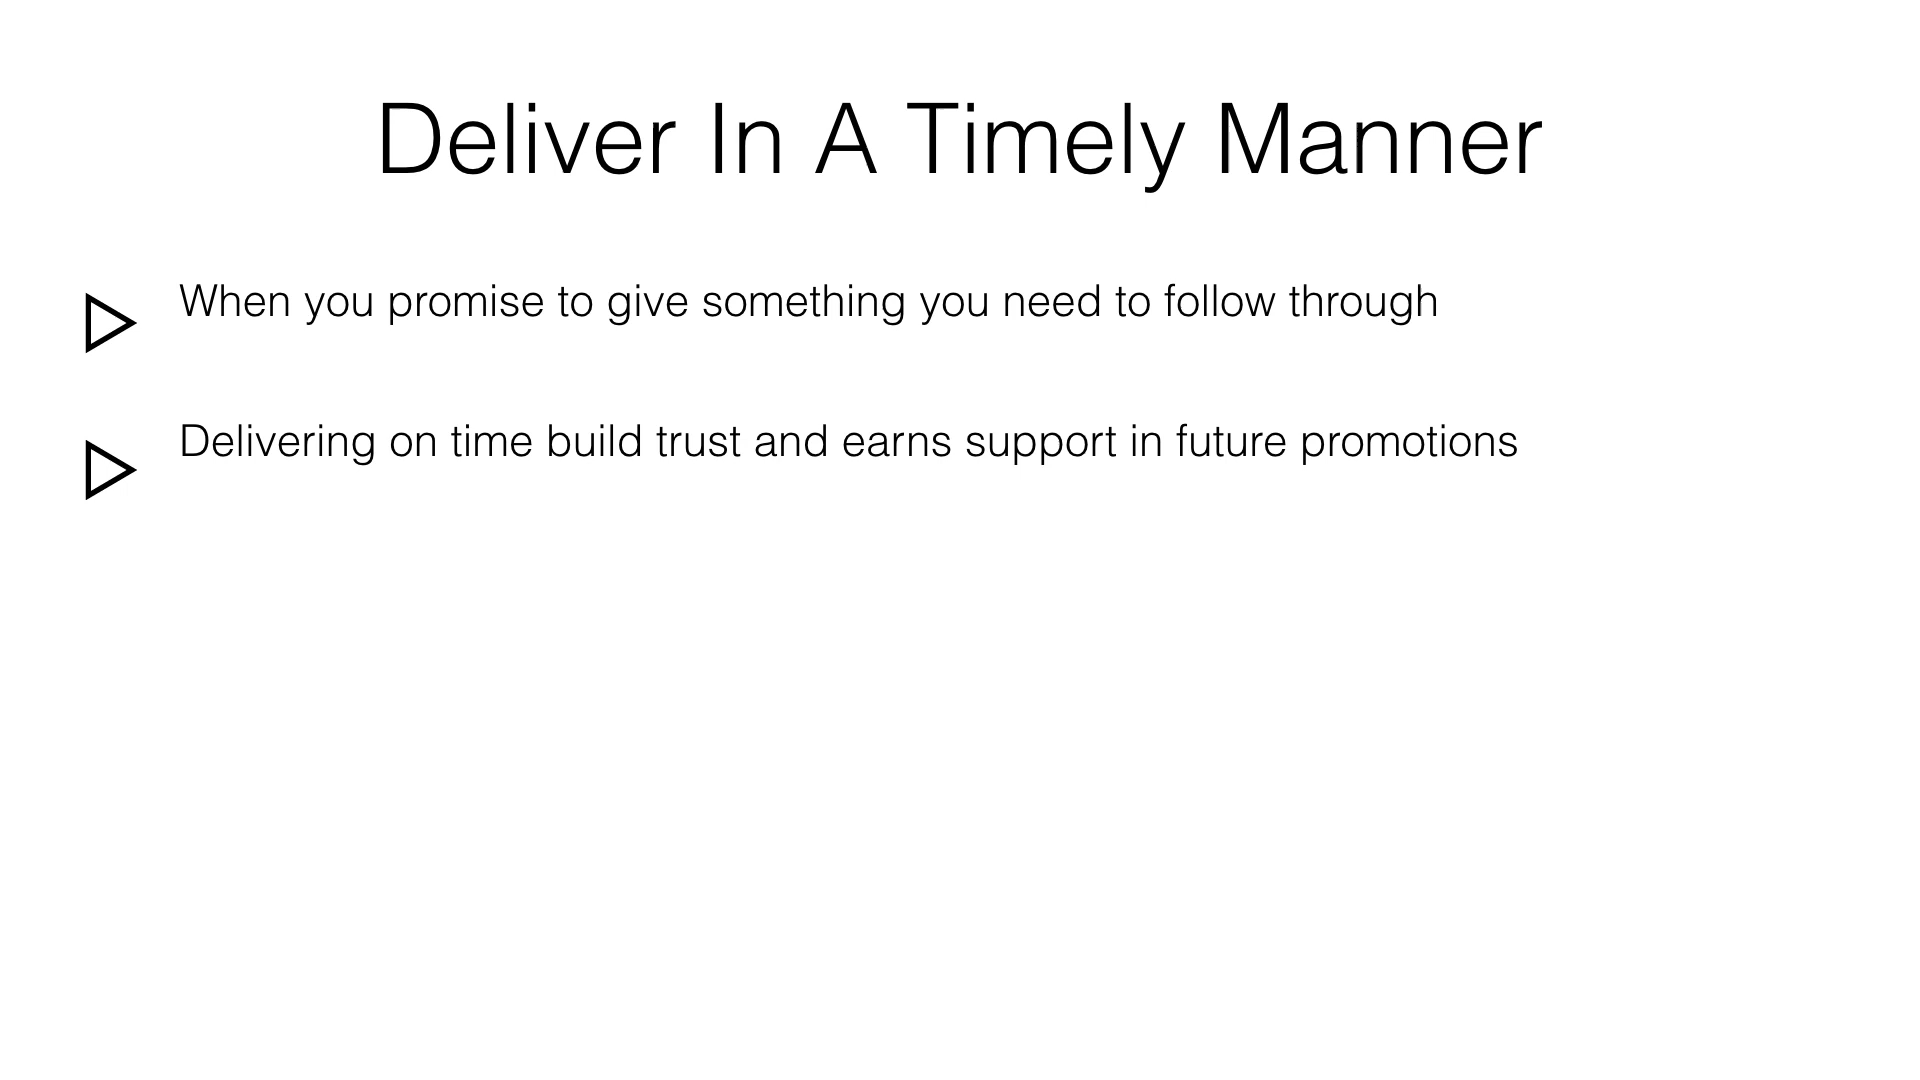 Deliver In A Timely Manner
When you promise to give something you need to follow through
Delivering on time build trust and earns support in future promotions